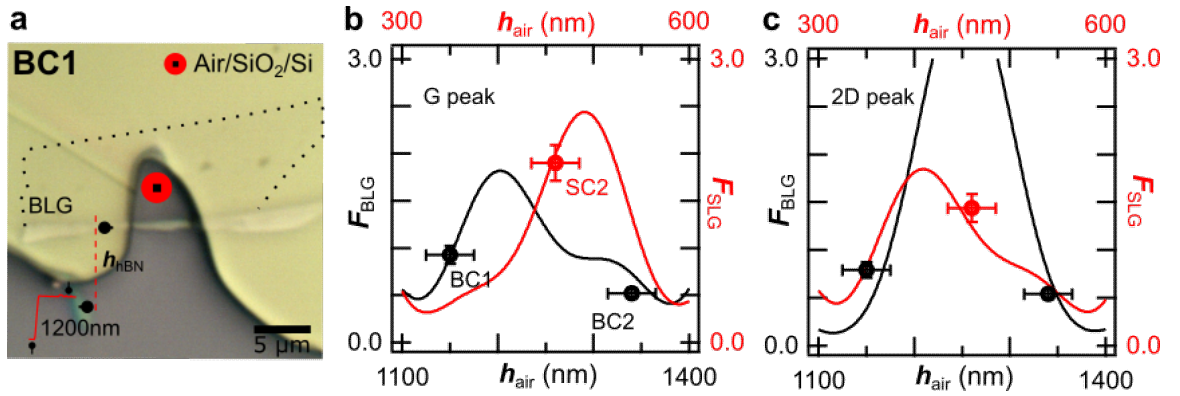 a
BC1
Air/SiO₂/Si
BLG
hhBN
1200nm
5 μm
b
300
hair (nm)
600
3.0
3.0
G peak
FBLG
FSLG
SC2
BC1
BC2
0.0
0.0
1100
hair (nm)
1400
c
300
hair (nm)
600
3.0
3.0
2D peak
FBLG
FSLG
0.0
0.0
1100
hair (nm)
1400